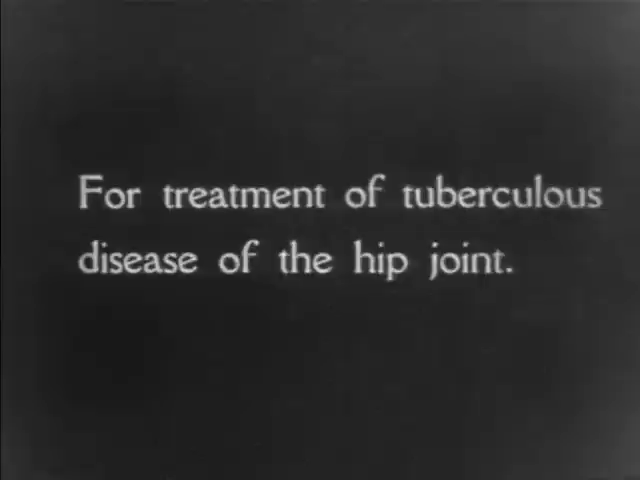 For treatment of tuberculous
disease of the hip joint.